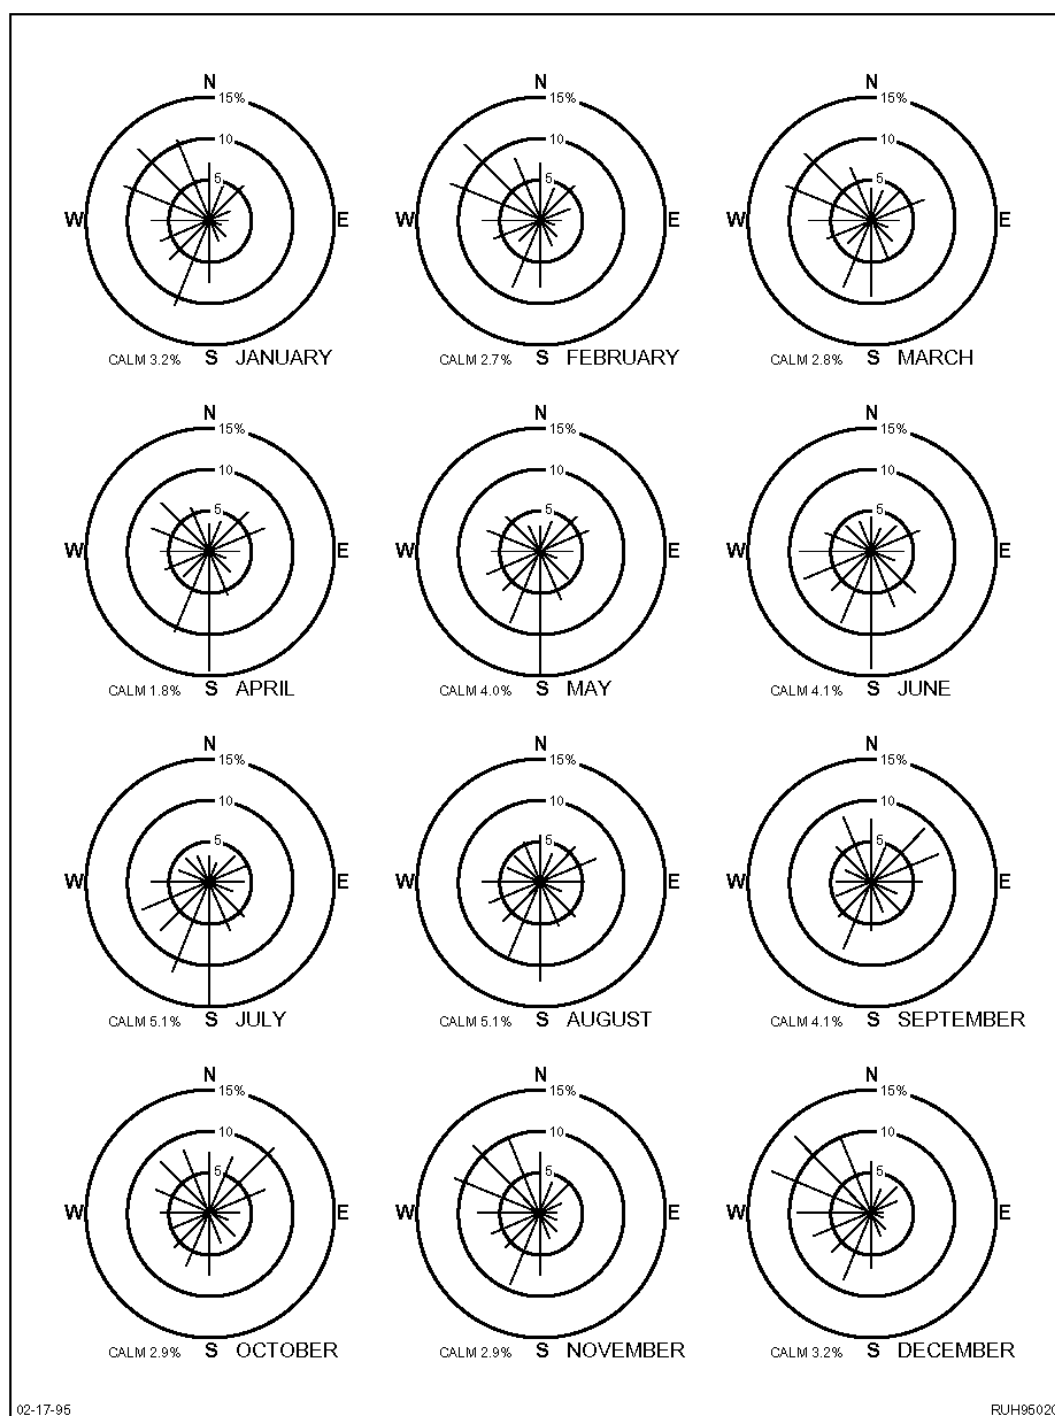 N
15%
10
5
W
E
CALM 3.2% S JANUARY
N
15%
10
5
W
E
CALM 2.7% S FEBRUARY
N
15%
10
5
W
E
CALM 2.8% S MARCH
N
15%
10
5
W
E
CALM 1.8% S APRIL
N
15%
10
5
W
E
CALM 4.0% S MAY
N
15%
10
5
W
E
CALM 4.1% S JUNE
N
15%
10
5
W
E
CALM 5.1% S JULY
N
15%
10
5
W
E
CALM 5.1% S AUGUST
N
15%
10
5
W
E
CALM 4.1% S SEPTEMBER
N
15%
10
5
W
E
CALM 2.9% S OCTOBER
N
15%
10
5
W
E
CALM 2.9% S NOVEMBER
N
15%
10
5
W
E
CALM 3.2% S DECEMBER
02-17-95